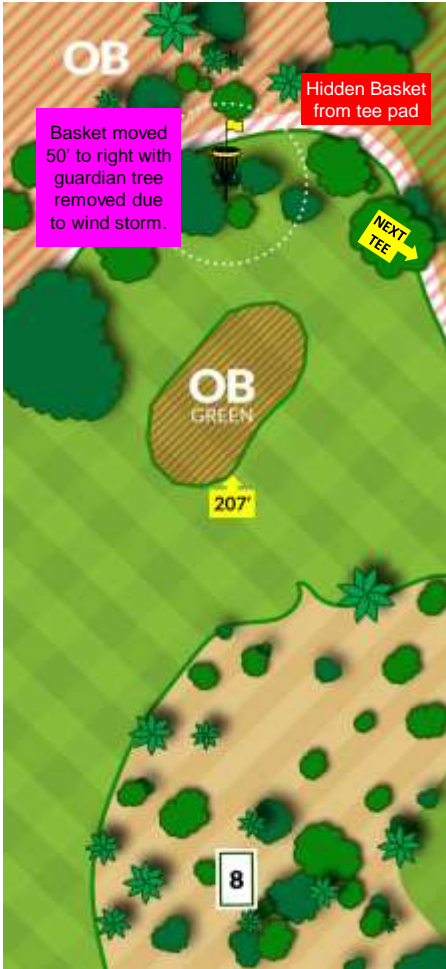 OB
Hidden Basket
from tee pad
Basket moved
50' to right with
guardian tree
removed due
to wind storm.
NEXT
TEE
OB
GREEN
207'
8